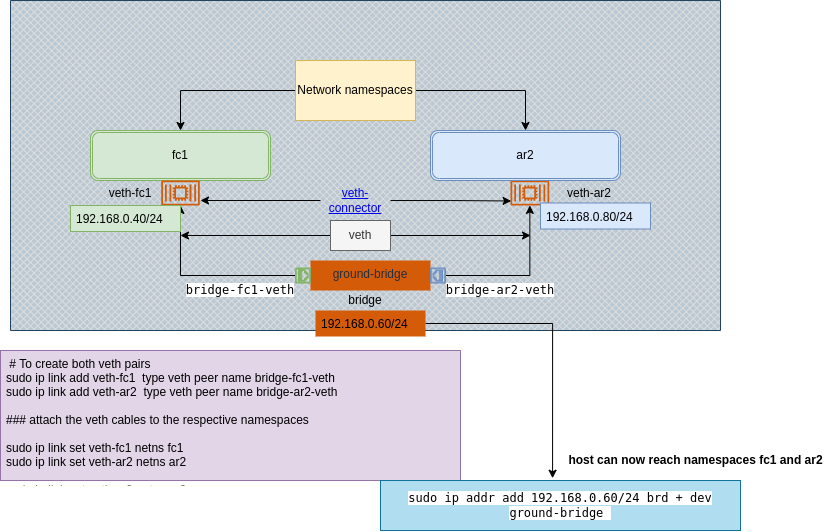 Network namespaces
fc1
ar2
veth-fc1
veth-
connector
veth-ar2
192.168.0.40/24
192.168.0.80/24
veth
ground-bridge
bridge-fc1-veth
bridge-ar2-veth
bridge
192.168.0.60/24
# To create both veth pairs
sudo ip link add veth-fc1  type veth peer name bridge-fc1-veth
sudo ip link add veth-ar2  type veth peer name bridge-ar2-veth
### attach the veth cables to the respective namespaces
sudo ip link set veth-fc1 netns fc1
sudo ip link set veth-ar2 netns ar2
host can now reach namespaces fc1 and ar2
sudo ip addr add 192.168.0.60/24 brd + dev
ground-bridge